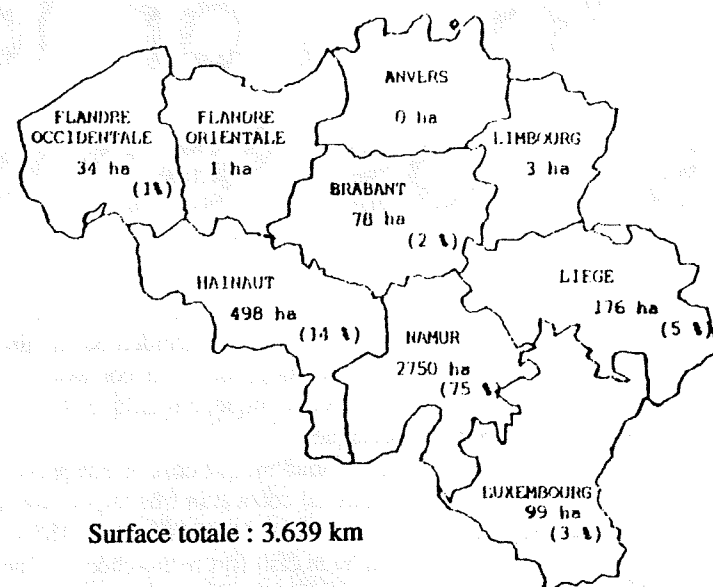 ANVERS
0 ha
FLANDRE
OCCIDENTALE
34 ha
(1%)
FLANDRE
ORIENTALE
1 ha
LIMBOURG
3 ha
BRABANT
78 ha
(2 %)
HAINAUT
498 ha
(14 %)
LIEGE
176 ha
(5 %)
NAMUR
2750 ha
(75 %)
LUXEMBOURG
99 ha
(3 %)
Surface totale : 3.639 km